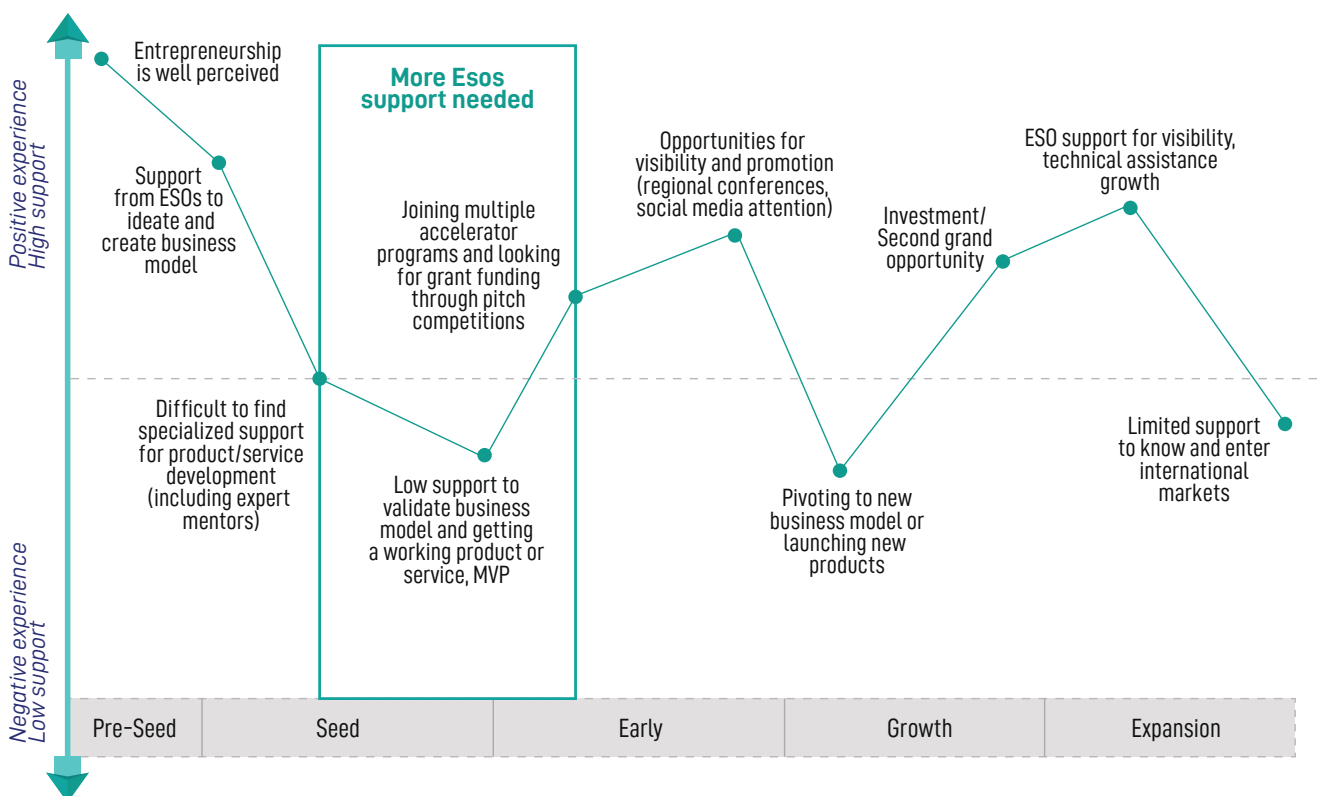 Positive experience
High support
Negative experience
Low support
Entrepreneurship
is well perceived
Support
from ESOs to
ideate and
create business
model
Difficult to find
specialized support
for product/service
development
(including expert
mentors)
More Esos
support needed
Joining multiple
accelerator
programs and looking
for grant funding
through pitch
competitions
Low support to
validate business
model and getting
a working product or
service, MVP
Opportunities for
visibility and promotion
(regional conferences,
social media attention)
Pivoting to new
business model or
launching new
products
Investment/
Second grand
opportunity
ESO support for visibility,
technical assistance
growth
Limited support
to know and enter
international
markets
Pre-Seed
Seed
Early
Growth
Expansion